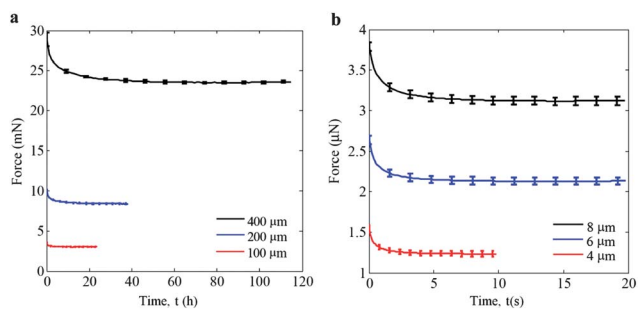 a
Force (mN)
30
25
20
15
10
5
0
400 μm
200 μm
100 μm
0 20 40 60 80 100 120
Time, t (h)
b
Force (μN)
4
3.5
3
2.5
2
1.5
1
8 μm
6 μm
4 μm
0 5 10 15 20
Time, t(s)